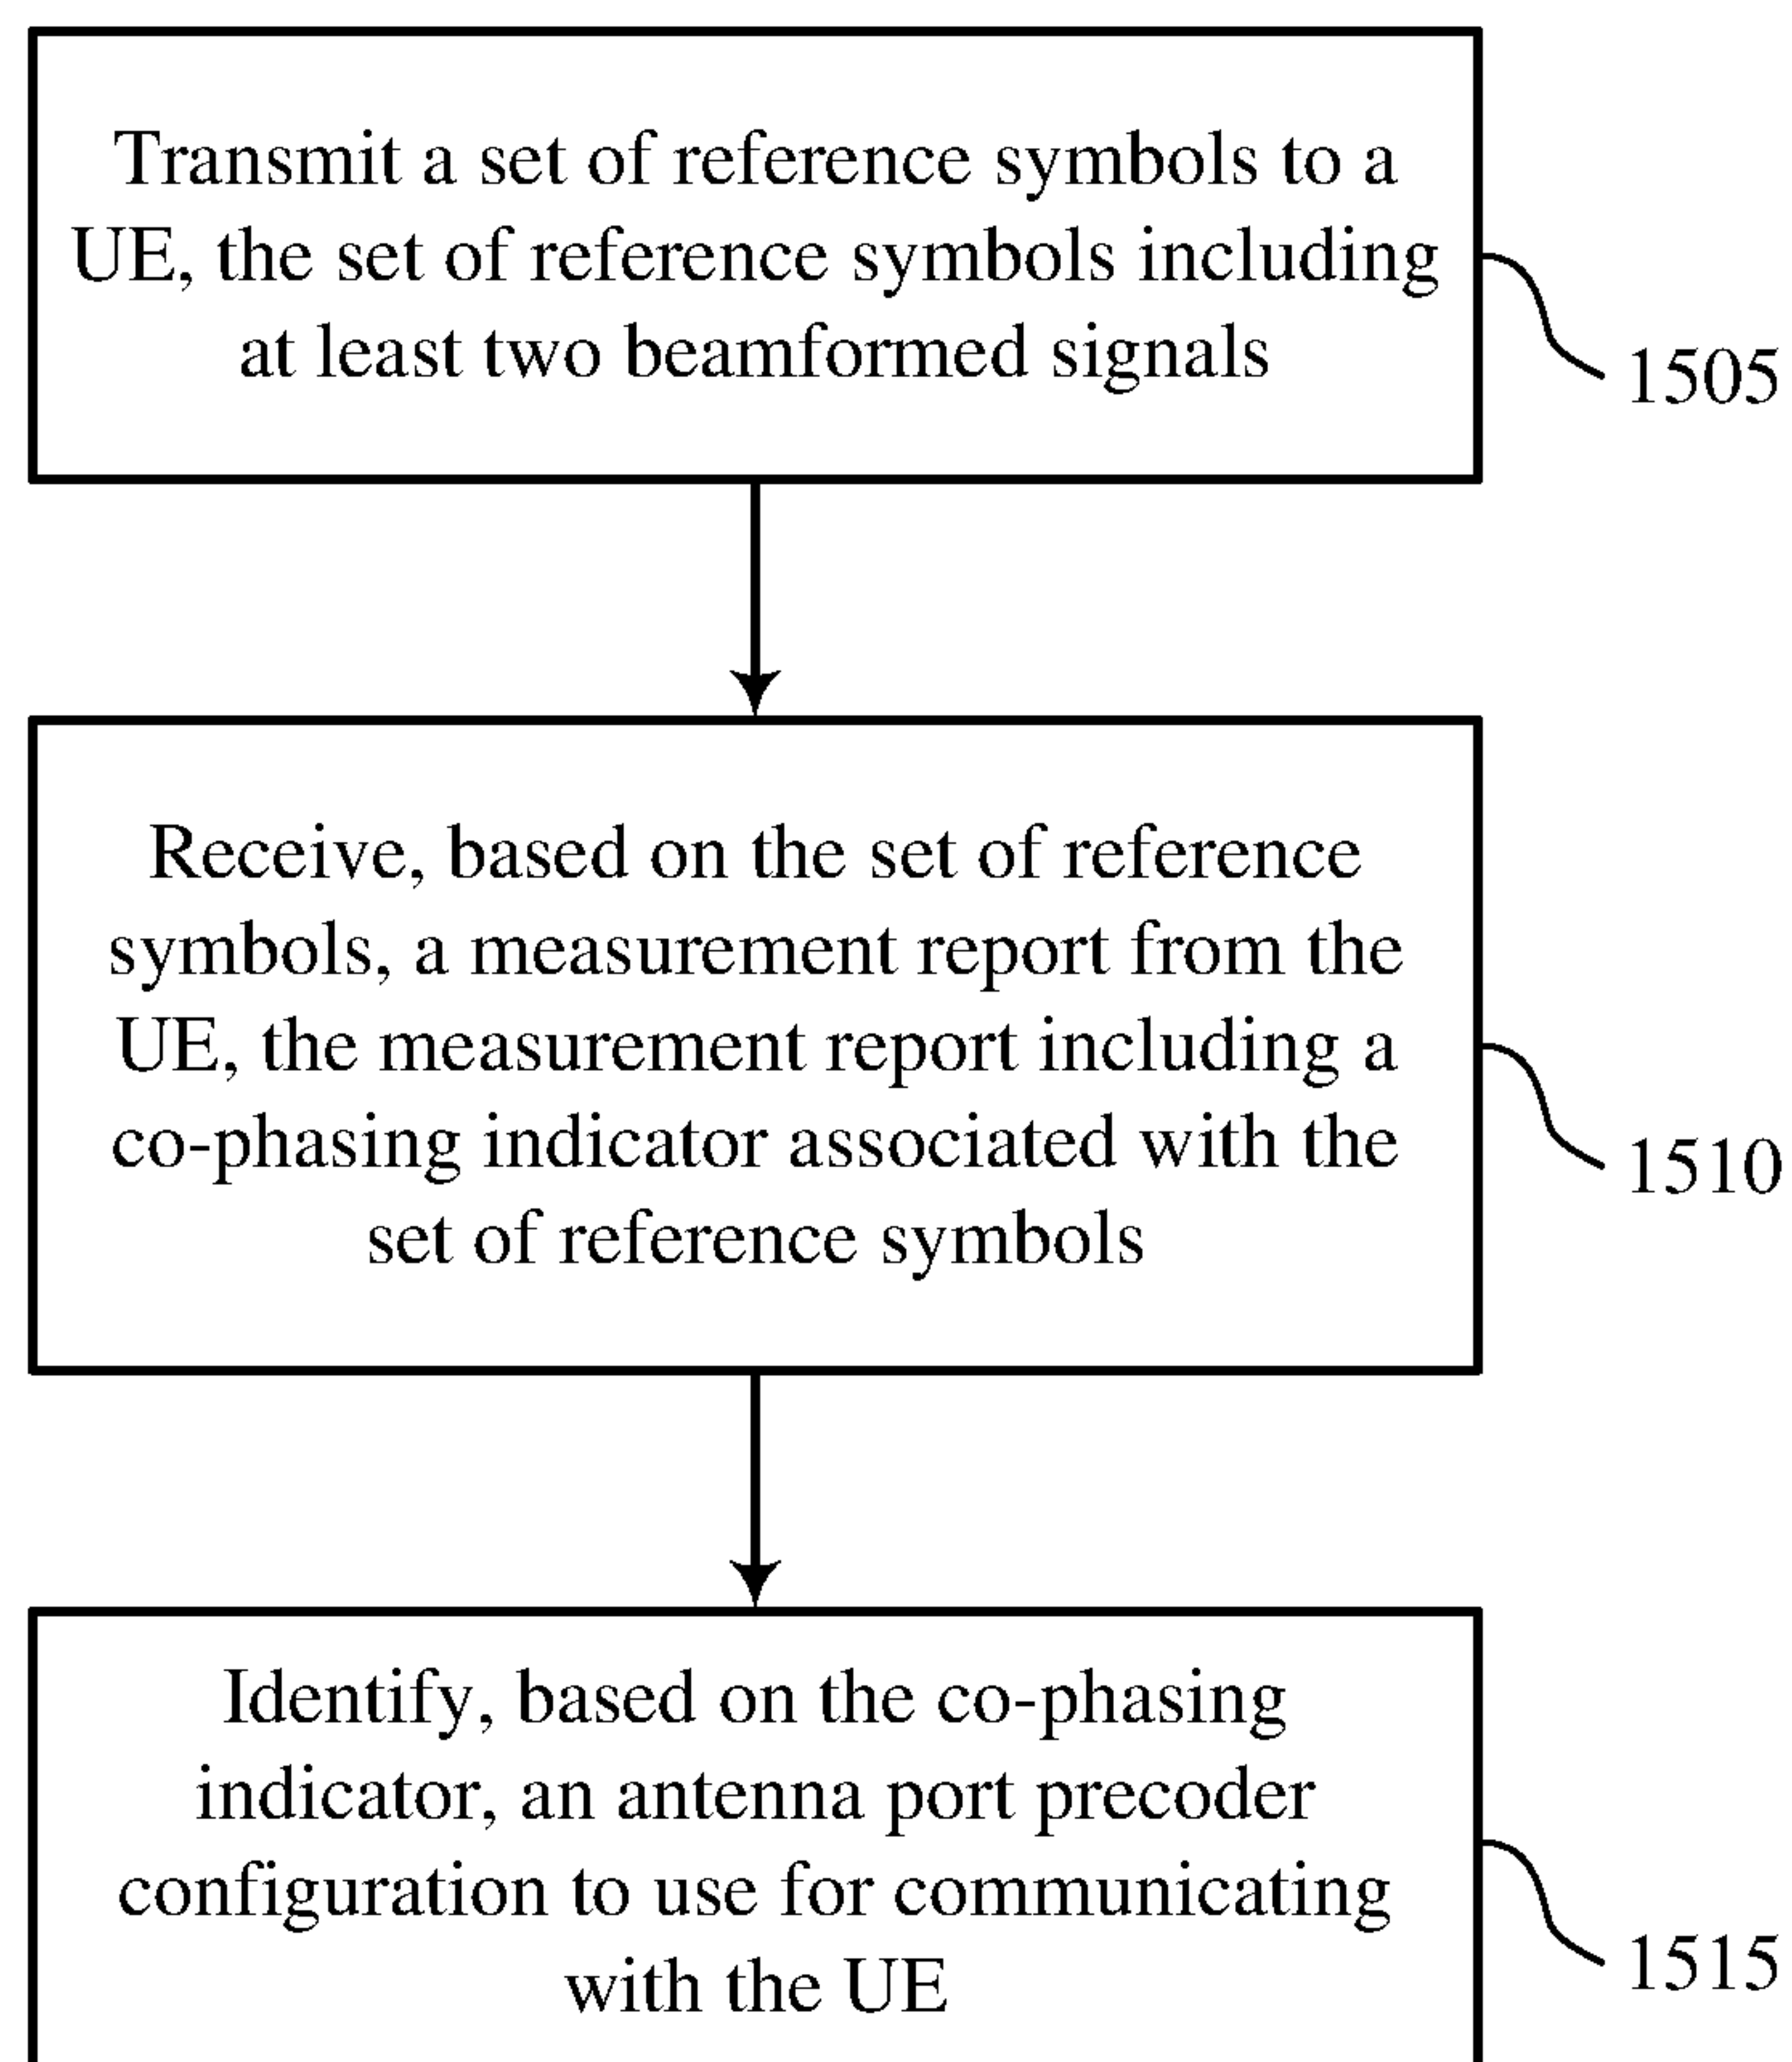 Transmit a set of reference symbols to a
UE, the set of reference symbols including
at least two beamformed signals
1505
Receive, based on the set of reference
symbols, a measurement report from the
UE, the measurement report including a
co-phasing indicator associated with the
set of reference symbols
1510
Identify, based on the co-phasing
indicator, an antenna port precoder
configuration to use for communicating
with the UE
1515